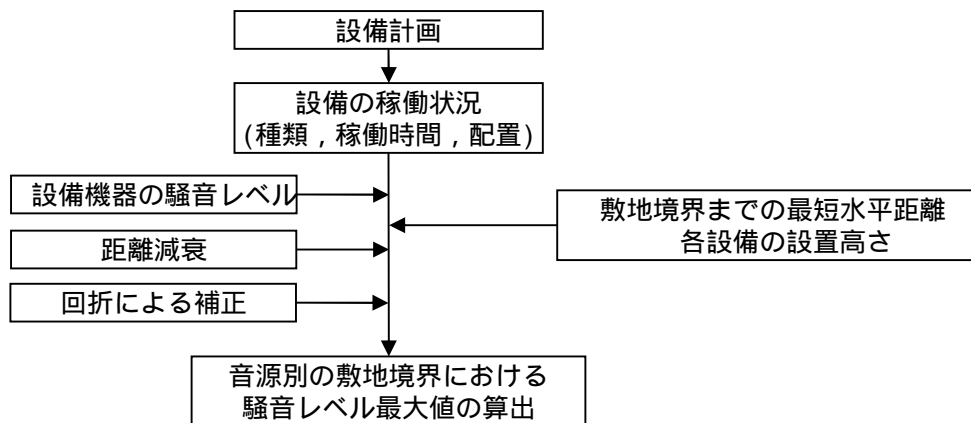 設備計画
設備の稼働状況
(種類,稼働時間,配置)
設備機器の騒音レベル
敷地境界までの最短水平距離
各設備の設置高さ
距離減衰
回折による補正
音源別の敷地境界における
騒音レベル最大値の算出